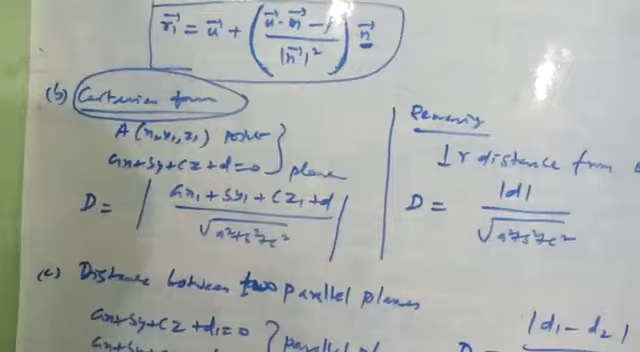 r₁ = u + ( (u · n − p) / |n|² ) n
(b) Cartesian form
A (x₁, y₁, z₁) point
ax + by + cz + d = 0 } plane
D = | (ax₁ + by₁ + cz₁ + d) / √(a²+b²+c²) |
⊥r distance from
D = |d| / √(a²+b²+c²)
(c) Distance between two parallel planes
ax + by + cz + d₁ = 0
|d₁ − d₂|
D =